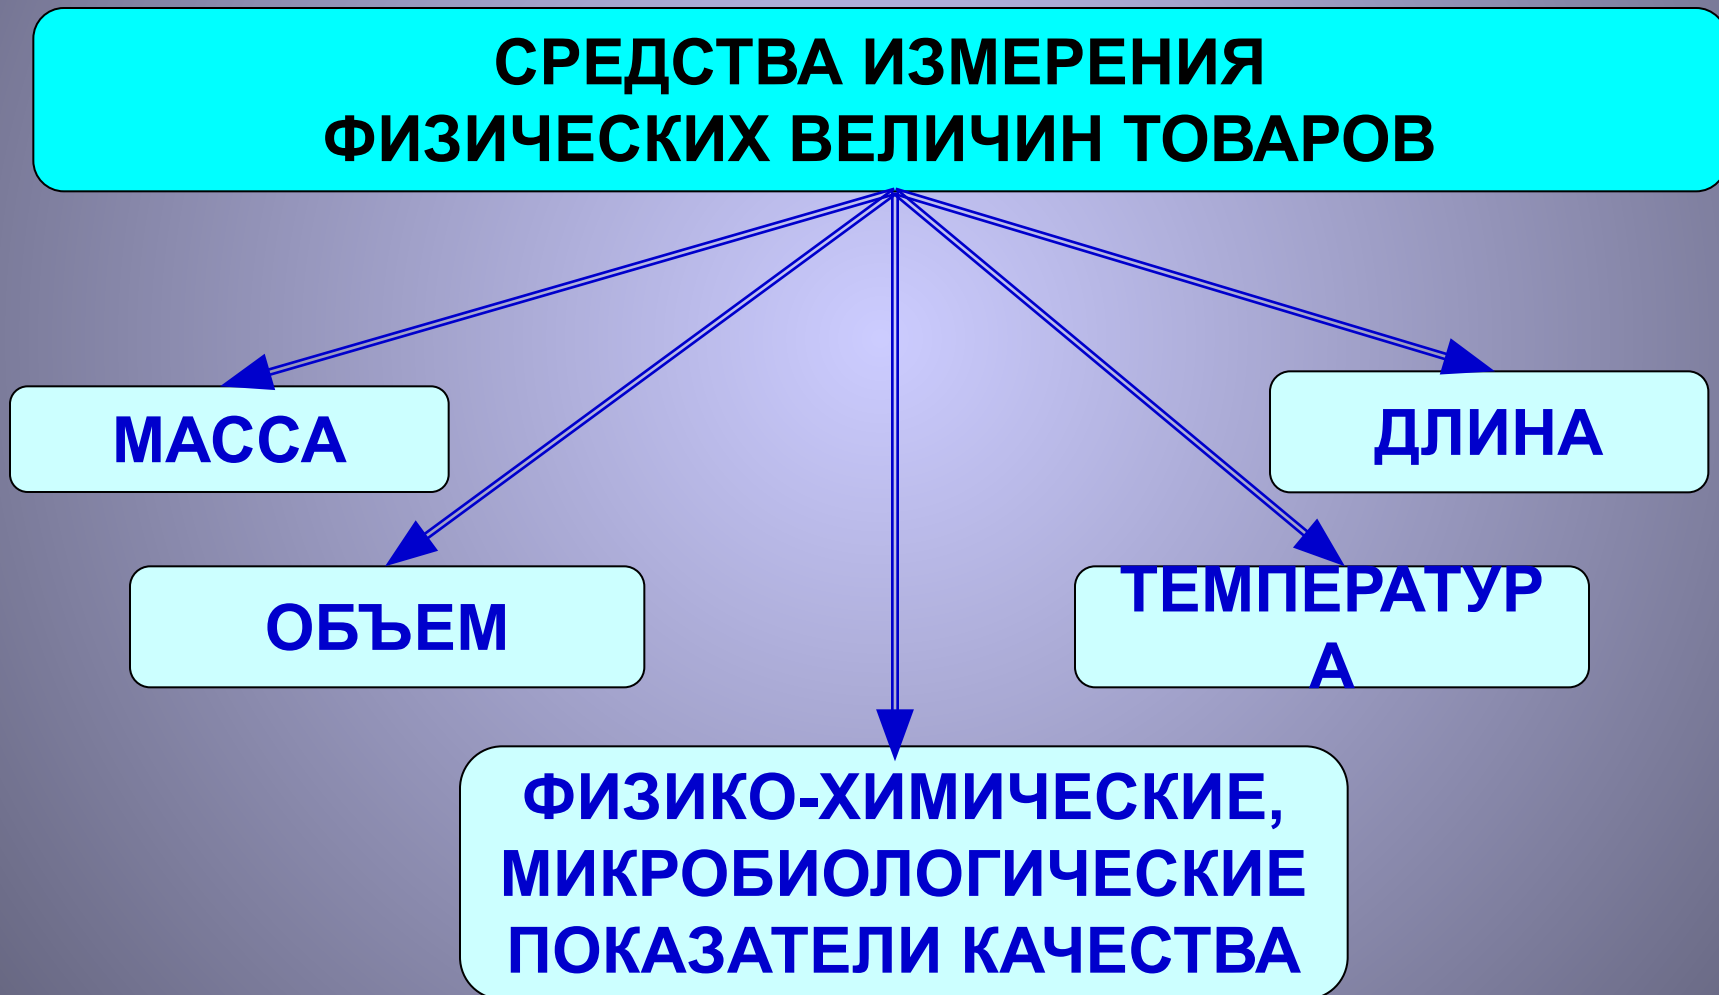 СРЕДСТВА ИЗМЕРЕНИЯ
ФИЗИЧЕСКИХ ВЕЛИЧИН ТОВАРОВ
МАССА
ДЛИНА
ОБЪЕМ
ТЕМПЕРАТУР
А
ФИЗИКО-ХИМИЧЕСКИЕ,
МИКРОБИОЛОГИЧЕСКИЕ
ПОКАЗАТЕЛИ КАЧЕСТВА